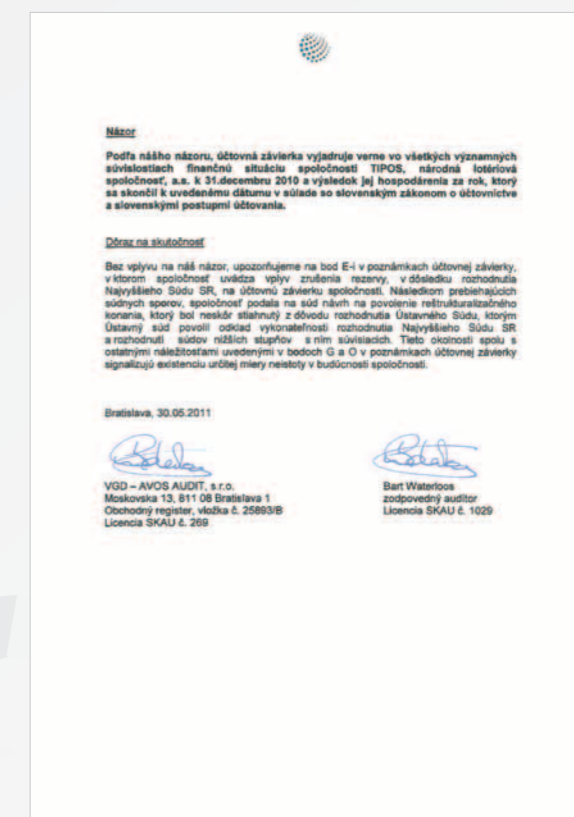 Názor
Podľa nášho názoru, účtovná závierka vyjadruje verne vo všetkých významných
súvislostiach finančnú situáciu spoločnosti TIPOS, národná lotériová
spoločnosť, a.s. k 31.decembru 2010 a výsledok jej hospodárenia za rok, ktorý
sa skončil k uvedenému dátumu v súlade so slovenským zákonom o účtovníctve
a slovenskými postupmi účtovania.
Dôraz na skutočnosť
Bez vplyvu na náš názor, upozorňujeme na bod E-i v poznámkach účtovnej závierky,
v ktorom spoločnosť uvádza vplyv zrušenia rezervy, v dôsledku rozhodnutia
Najvyššieho Súdu SR, na účtovnú závierku spoločnosti. Následkom prebiehajúcich
súdnych sporov, spoločnosť podala na súd návrh na povolenie reštrukturalizačného
konania, ktorý bol neskôr stiahnutý z dôvodu rozhodnutia Ústavného Súdu, ktorým
Ústavný súd povolil odklad vykonateľnosti rozhodnutia Najvyššieho Súdu SR
a rozhodnutí súdov nižších stupňov s ním súvisiacich. Tieto okolnosti spolu s
ostatnými náležitosťami uvedenými v bodoch G a O v poznámkach účtovnej závierky
signalizujú existenciu určitej miery neistoty v budúcnosti spoločnosti.
Bratislava, 30.05.2011
VGD – AVOS AUDIT, s.r.o.
Moskovska 13, 811 08 Bratislava 1
Obchodný register, vložka č. 25893/B
Licencia SKAU č. 269
Bart Waterloos
zodpovedný auditor
Licencia SKAU č. 1029